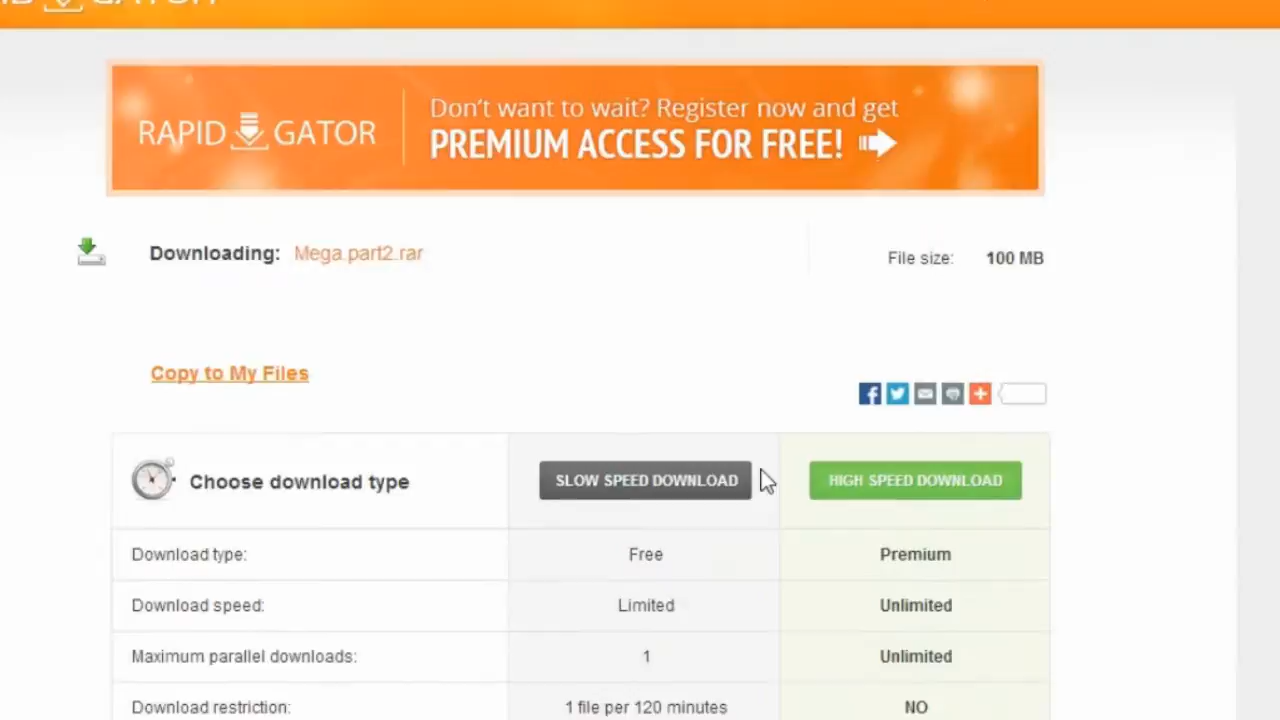 Don't want to wait? Register now and get
RAPID GATOR
PREMIUM ACCESS FOR FREE!
Downloading: Mega.part2.rar
File size: 100 MB
Copy to My Files
Choose download type
SLOW SPEED DOWNLOAD
HIGH SPEED DOWNLOAD
Download type: Free Premium
Download speed: Limited Unlimited
Maximum parallel downloads: 1 Unlimited
Download restriction: 1 file per 120 minutes NO